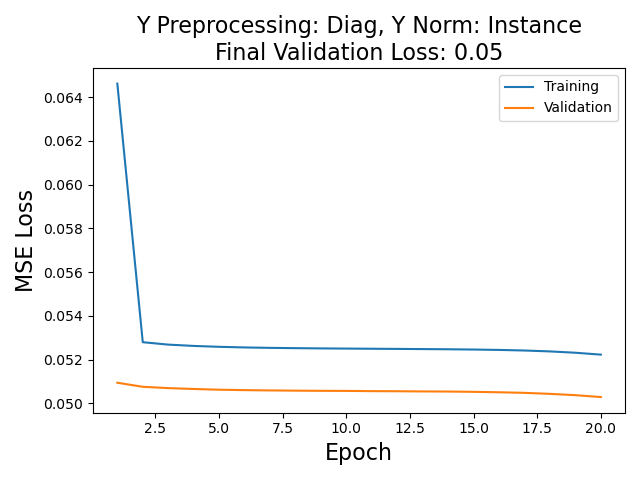 Y Preprocessing: Diag, Y Norm: Instance
Final Validation Loss: 0.05
Training
Validation
0.064
0.062
0.060
0.058
0.056
0.054
0.052
0.050
MSE Loss
2.5
5.0
7.5
10.0
12.5
15.0
17.5
20.0
Epoch